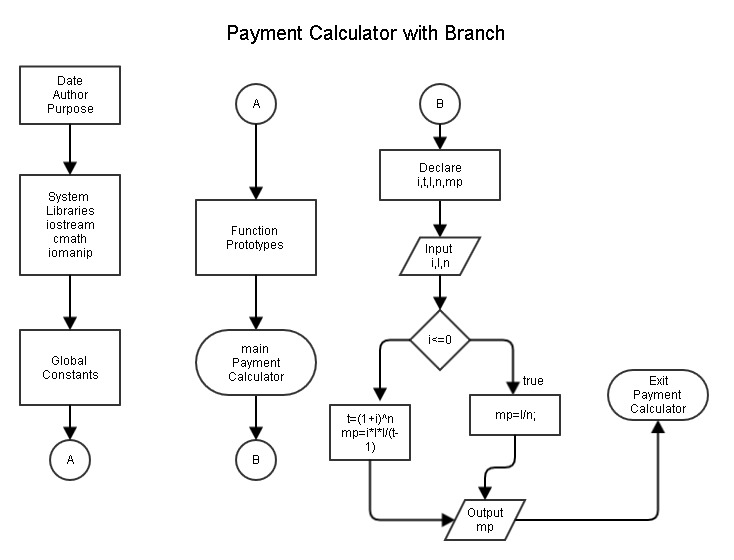 Payment Calculator with Branch
Date
Author
Purpose
System
Libraries
iostream
cmath
iomanip
Global
Constants
A
A
Function
Prototypes
main
Payment
Calculator
B
B
Declare
i,t,l,n,mp
Input
i,l,n
i<=0
true
t=(1+i)^n
mp=i*l*l/(t-
1)
mp=l/n;
Output
mp
Exit
Payment
Calculator